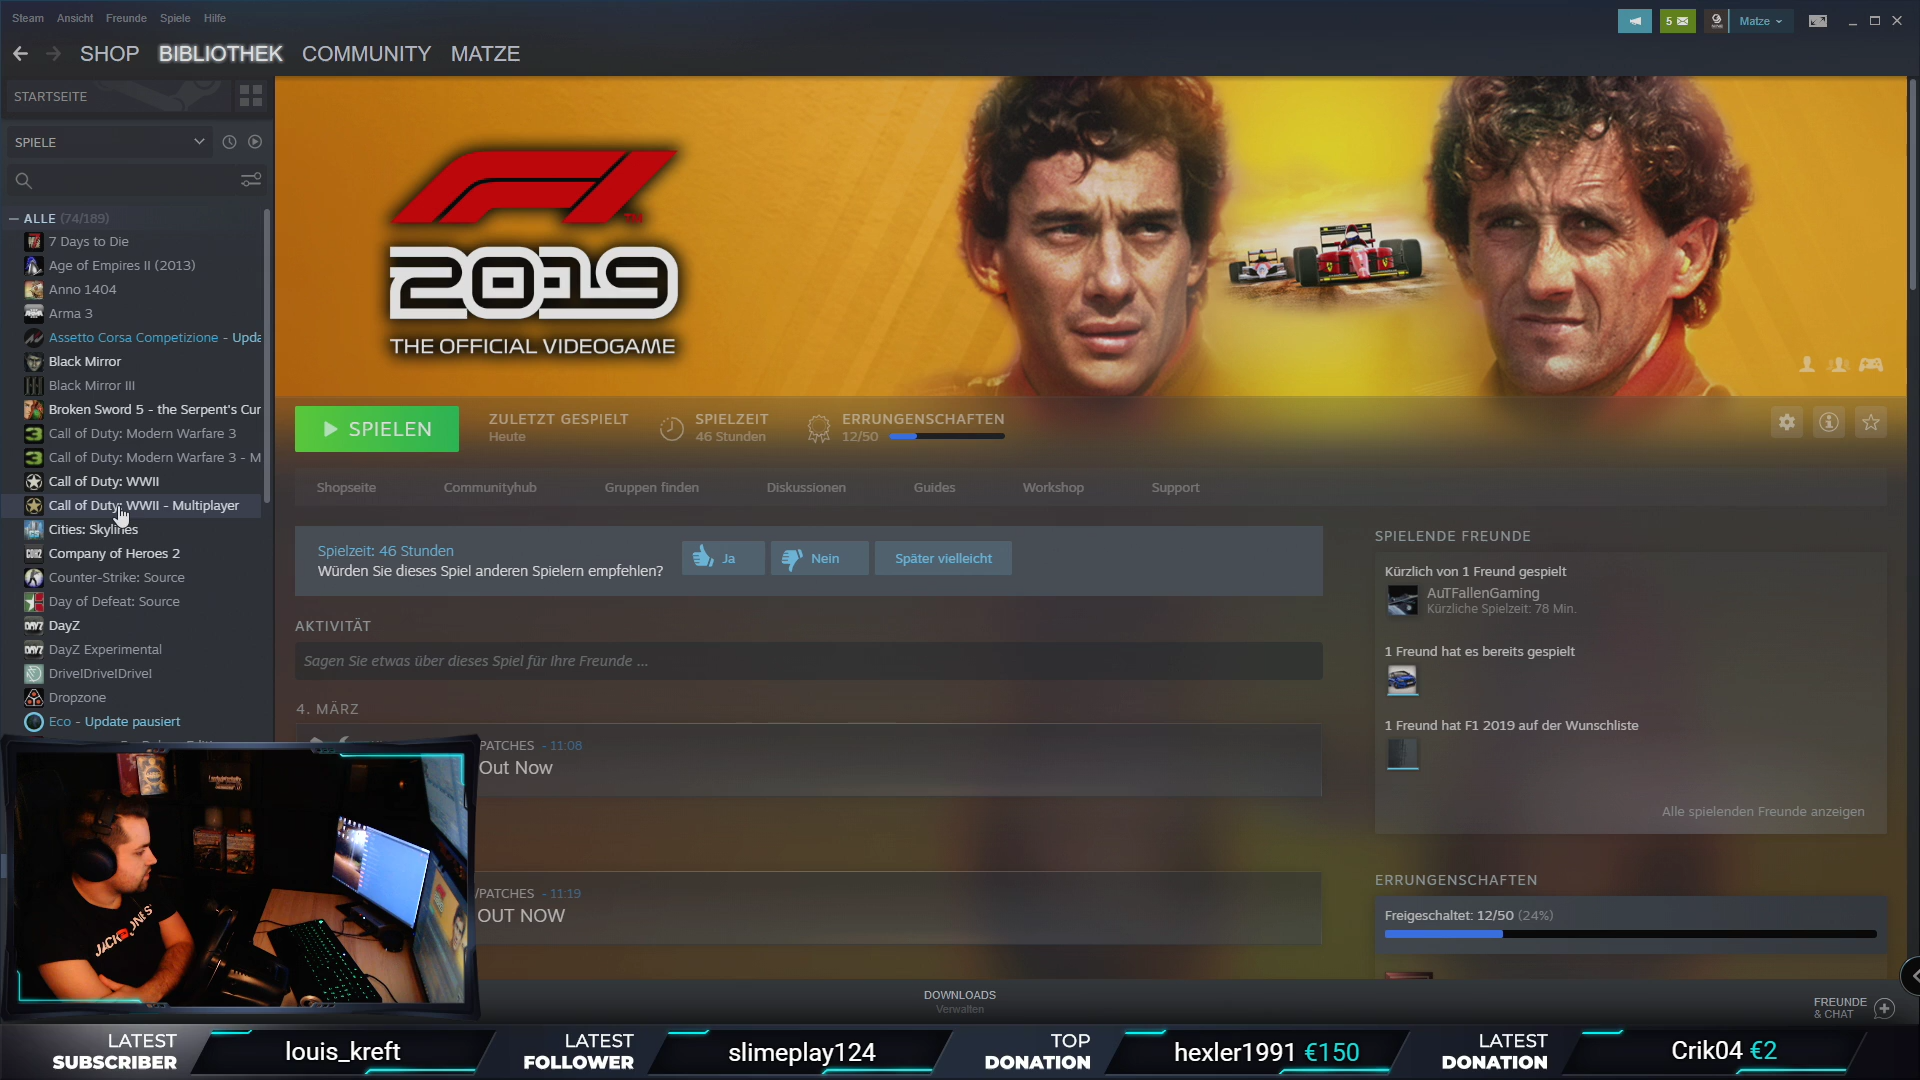 Steam Ansicht Freunde Spiele Hilfe
5
Matze
SHOP BIBLIOTHEK COMMUNITY MATZE
STARTSEITE
SPIELE
ALLE (74/189)
7 Days to Die
Age of Empires II (2013)
Anno 1404
Arma 3
Assetto Corsa Competizione - Upda
Black Mirror
Black Mirror III
Broken Sword 5 - the Serpent's Cur
Call of Duty: Modern Warfare 3
Call of Duty: Modern Warfare 3 - M
Call of Duty: WWII
Call of Duty: WWII - Multiplayer
Cities: Skylines
Company of Heroes 2
Counter-Strike: Source
Day of Defeat: Source
DayZ
DayZ Experimental
Drive!Drive!Drive!
Dropzone
Eco - Update pausiert
F1 TM
2019
THE OFFICIAL VIDEOGAME
SPIELEN
ZULETZT GESPIELT
Heute
SPIELZEIT
46 Stunden
ERRUNGENSCHAFTEN
12/50
Shopseite Communityhub Gruppen finden Diskussionen Guides Workshop Support
Spielzeit: 46 Stunden
Würden Sie dieses Spiel anderen Spielern empfehlen?
Ja
Nein
Später vielleicht
AKTIVITÄT
Sagen Sie etwas über dieses Spiel für Ihre Freunde ...
4. MÄRZ
/PATCHES - 11:08
Out Now
/PATCHES - 11:19
OUT NOW
SPIELENDE FREUNDE
Kürzlich von 1 Freund gespielt
AuTFallenGaming
Kürzliche Spielzeit: 78 Min.
1 Freund hat es bereits gespielt
1 Freund hat F1 2019 auf der Wunschliste
Alle spielenden Freunde anzeigen
ERRUNGENSCHAFTEN
Freigeschaltet: 12/50 (24%)
JACK JONES
DOWNLOADS
Verwalten
FREUNDE
& CHAT
LATEST
SUBSCRIBER
louis_kreft
LATEST
FOLLOWER
slimeplay124
TOP
DONATION
hexler1991 €150
LATEST
DONATION
Crik04 €2